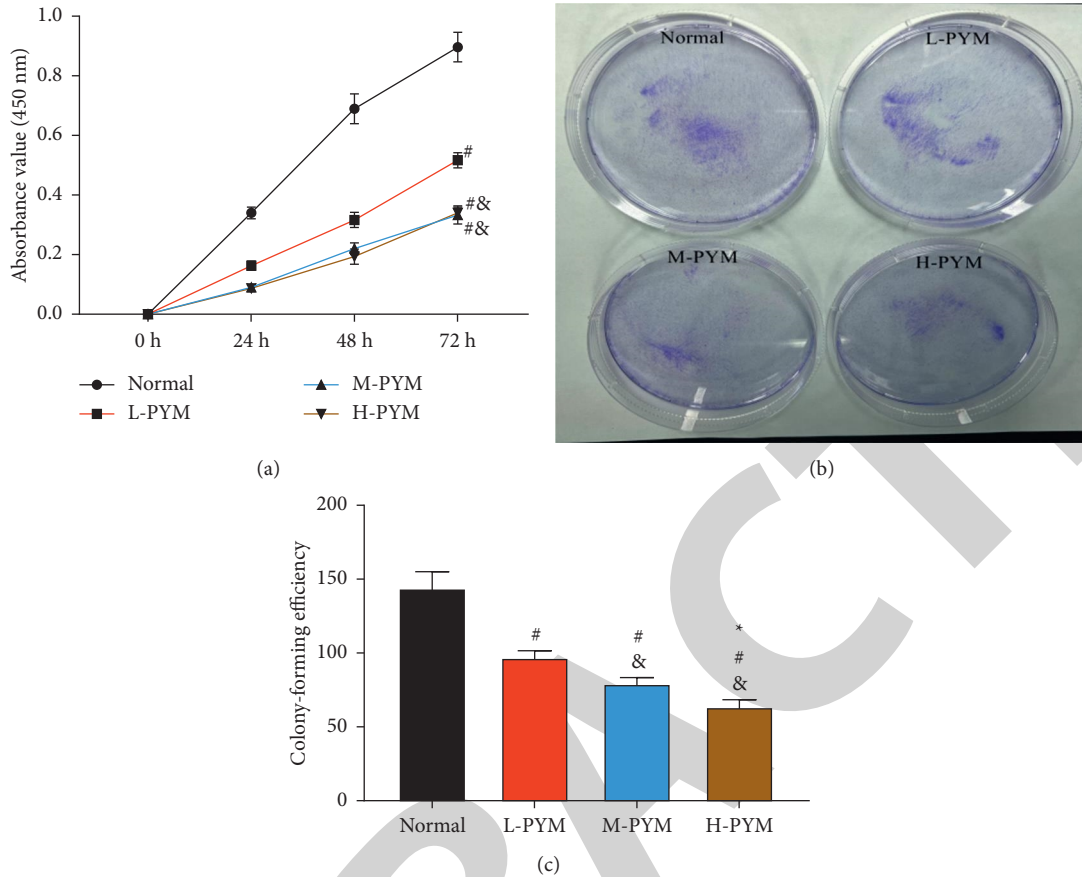 1.0
0.8
0.6
0.4
0.2
0.0
Absorbance value (450 nm)
#
#&
#&
0 h
24 h
48 h
72 h
Normal
L-PYM
M-PYM
H-PYM
(a)
Normal
L-PYM
M-PYM
H-PYM
(b)
200
150
100
50
0
Colony-forming efficiency
#
#
&
*
#
&
Normal
L-PYM
M-PYM
H-PYM
(c)